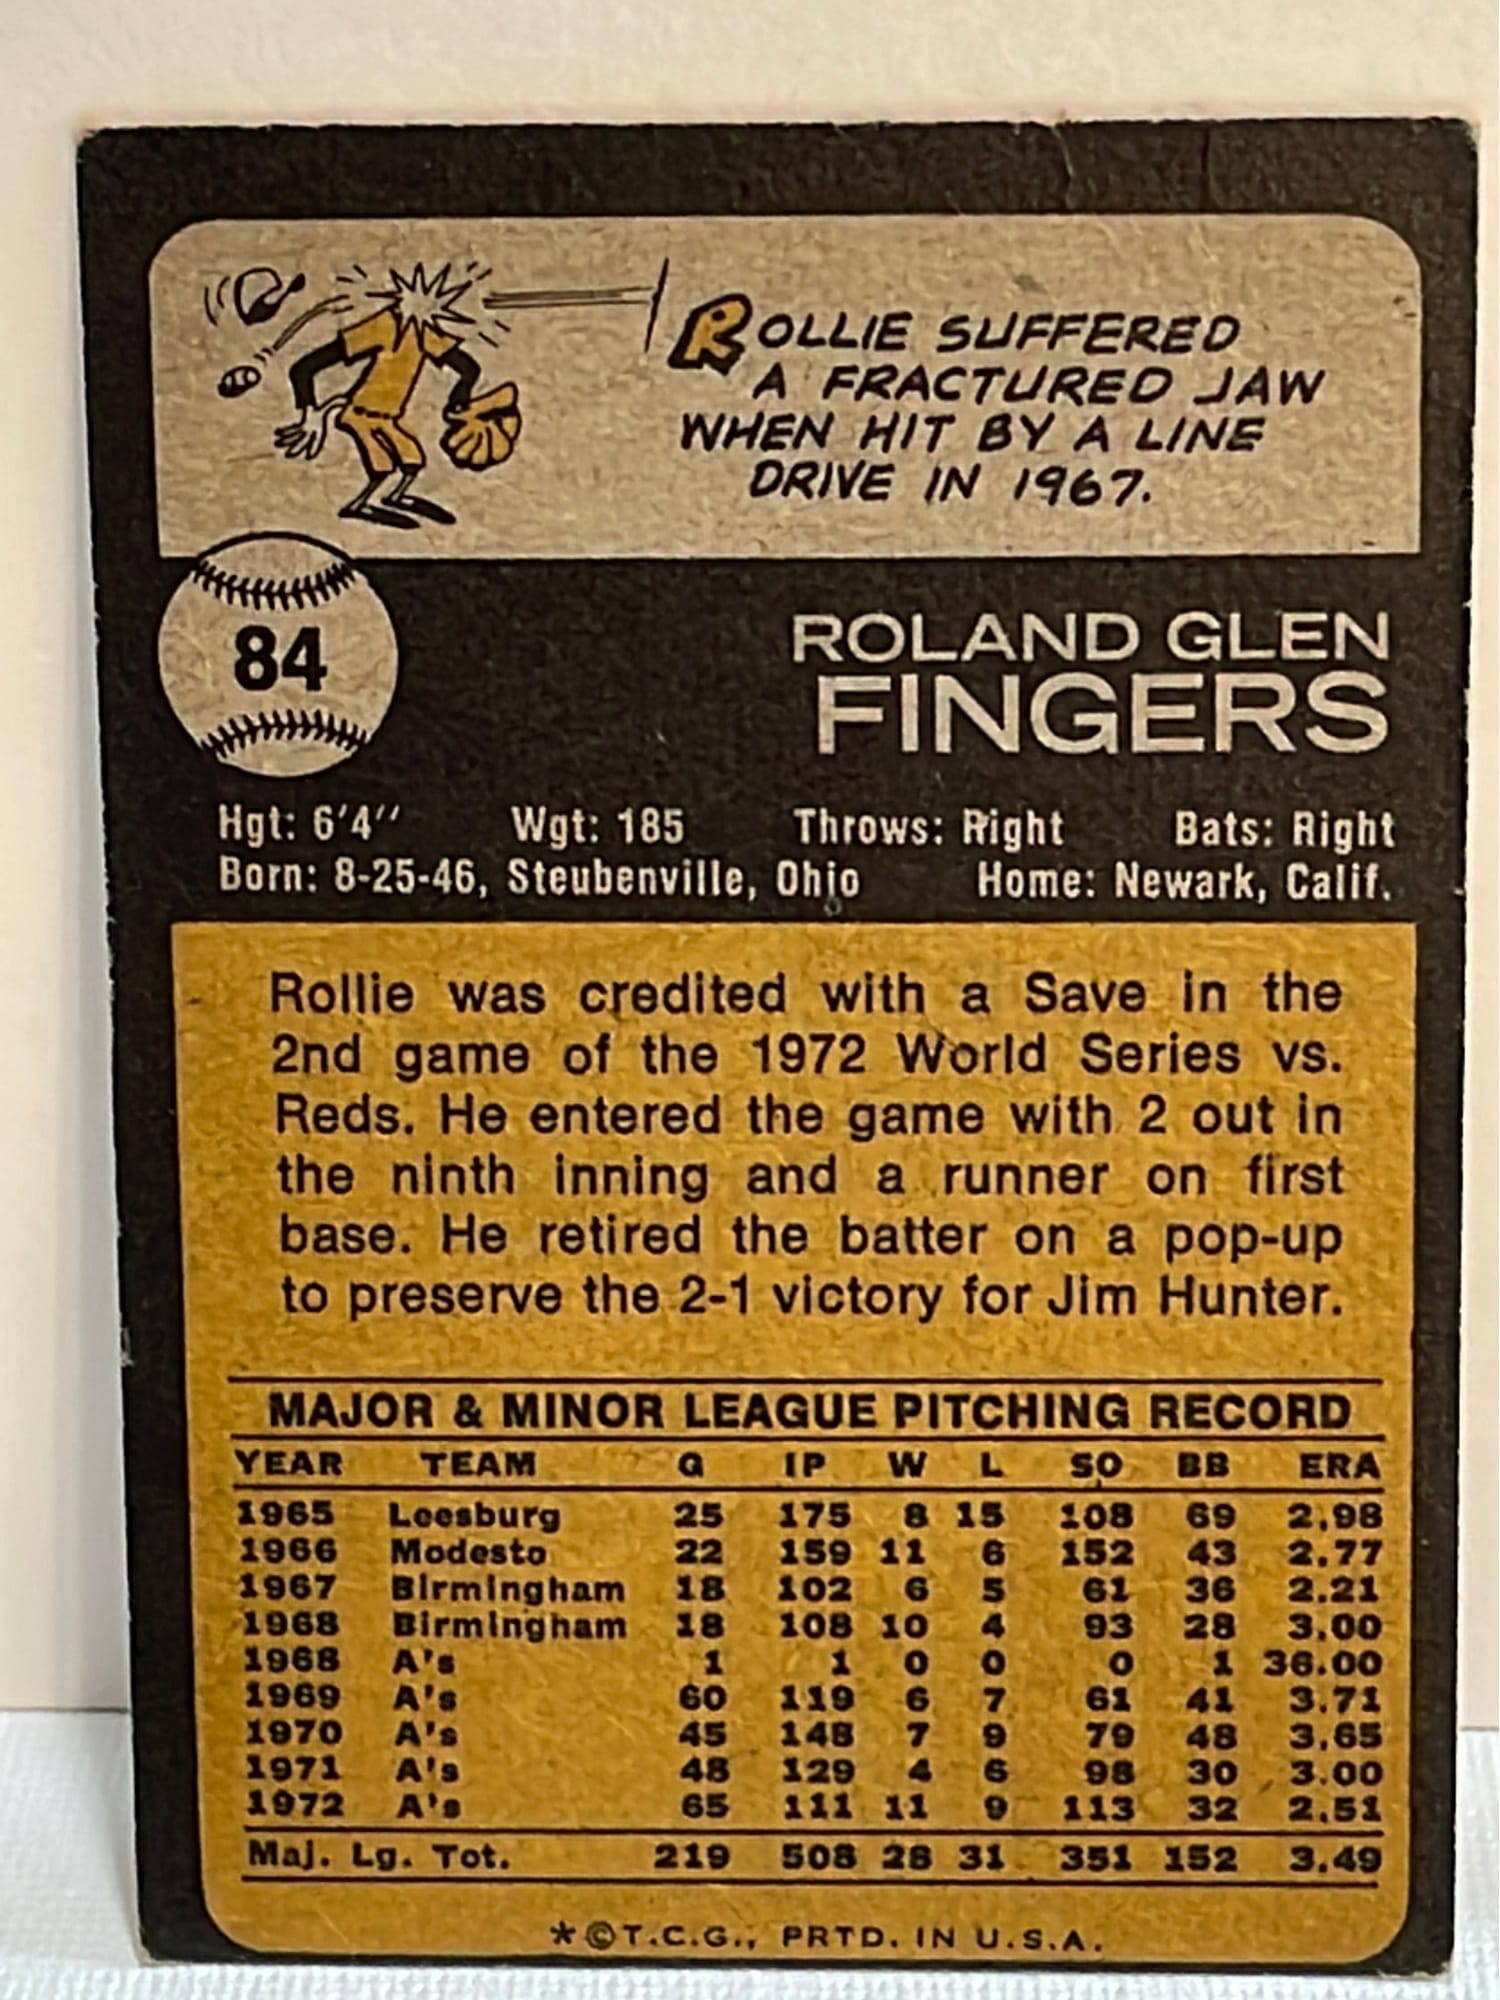 ROLLIE SUFFERED
A FRACTURED JAW
WHEN HIT BY A LINE
DRIVE IN 1967.
84
ROLAND GLEN
FINGERS
Hgt: 6'4'' Wgt: 185 Throws: Right Bats: Right
Born: 8-25-46, Steubenville, Ohio Home: Newark, Calif.
Rollie was credited with a Save in the
2nd game of the 1972 World Series vs.
Reds. He entered the game with 2 out in
the ninth inning and a runner on first
base. He retired the batter on a pop-up
to preserve the 2-1 victory for Jim Hunter.
MAJOR & MINOR LEAGUE PITCHING RECORD
YEAR TEAM G IP W L SO BB ERA
1965 Leesburg 25 175 8 15 108 69 2.98
1966 Modesto 22 159 11 6 152 43 2.77
1967 Birmingham 18 102 6 5 61 36 2.21
1968 Birmingham 18 108 10 4 93 28 3.00
1968 A's 1 1 0 0 0 1 36.00
1969 A's 60 119 6 7 61 41 3.71
1970 A's 45 148 7 9 79 48 3.65
1971 A's 48 129 4 6 98 30 3.00
1972 A's 65 111 11 9 113 32 2.51
Maj. Lg. Tot. 219 508 28 31 351 152 3.49
*©T.C.G., PRTD. IN U.S.A.